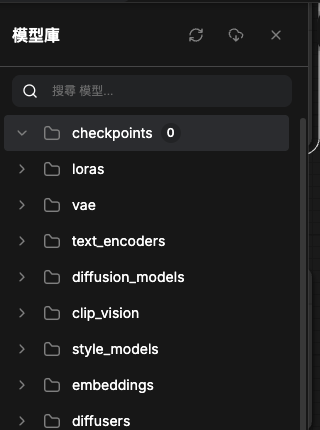 模型庫
搜尋 模型...
checkpoints 0
loras
vae
text_encoders
diffusion_models
clip_vision
style_models
embeddings
diffusers